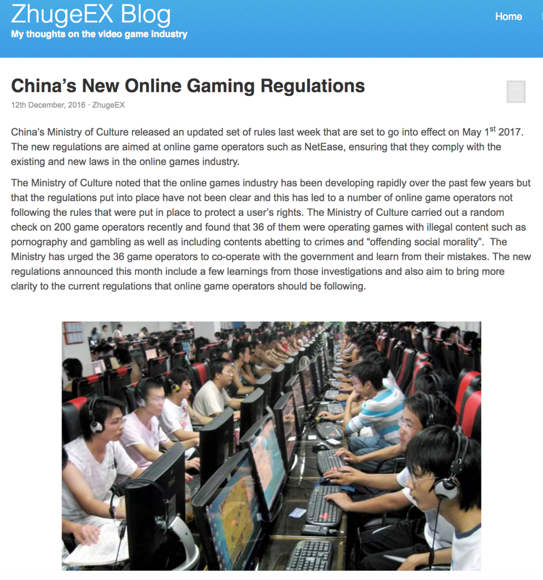 ZhugeEX Blog
My thoughts on the video game industry
Home
China's New Online Gaming Regulations
12th December, 2016 · ZhugeEX
China's Ministry of Culture released an updated set of rules last week that are set to go into effect on May 1st 2017.
The new regulations are aimed at online game operators such as NetEase, ensuring that they comply with the
existing and new laws in the online games industry.
The Ministry of Culture noted that the online games industry has been developing rapidly over the past few years but
that the regulations put into place have not been clear and this has led to a number of online game operators not
following the rules that were put in place to protect a user's rights. The Ministry of Culture carried out a random
check on 200 game operators recently and found that 36 of them were operating games with illegal content such as
pornography and gambling as well as including contents abetting to crimes and "offending social morality".  The
Ministry has urged the 36 game operators to co-operate with the government and learn from their mistakes. The new
regulations announced this month include a few learnings from those investigations and also aim to bring more
clarity to the current regulations that online game operators should be following.